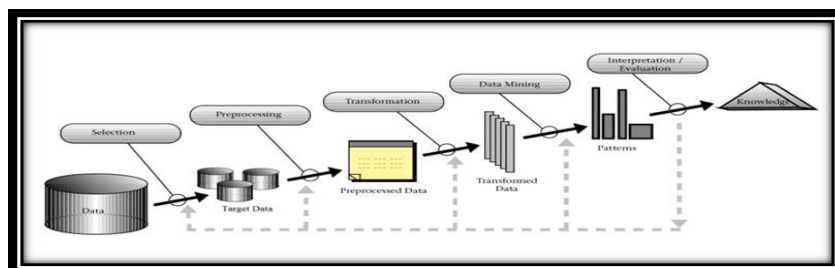 Interpretation /
Evaluation
Data Mining
Transformation
Preprocessing
Selection
Knowledge
Patterns
Transformed
Data
Preprocessed Data
Target Data
Data